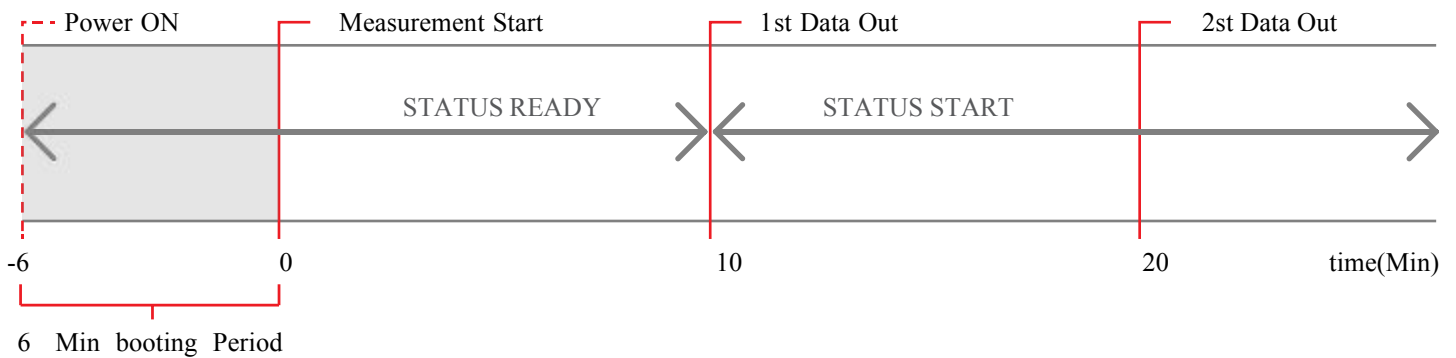 Power ON
Measurement Start
1st Data Out
2st Data Out
STATUS READY
STATUS START
-6
0
10
20
time(Min)
6 Min booting Period